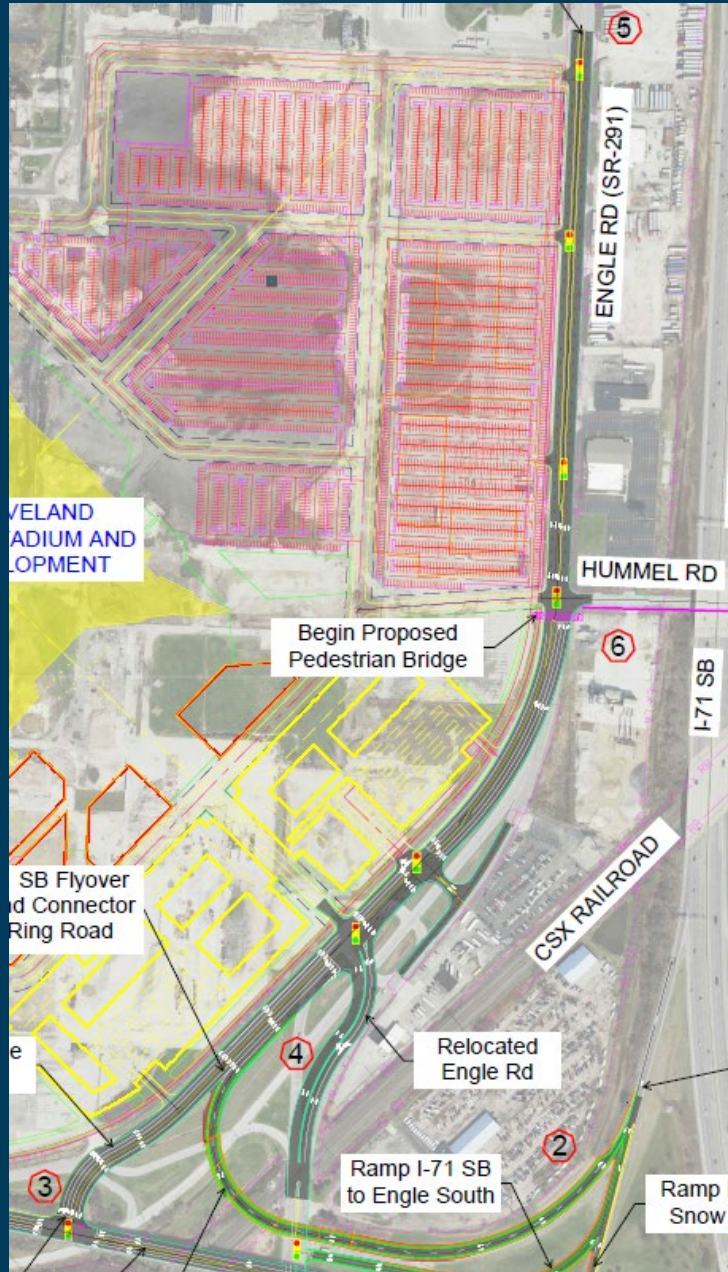 5
ENGLE RD (SR-291)
VELAND
TADIUM AND
LOPMENT
HUMMEL RD
Begin Proposed
Pedestrian Bridge
6
I-71 SB
CSX RAILROAD
SB Flyover
nd Connector
Ring Road
e
4
Relocated
Engle Rd
2
Ramp I-71 SB
to Engle South
3
Ramp
Snow